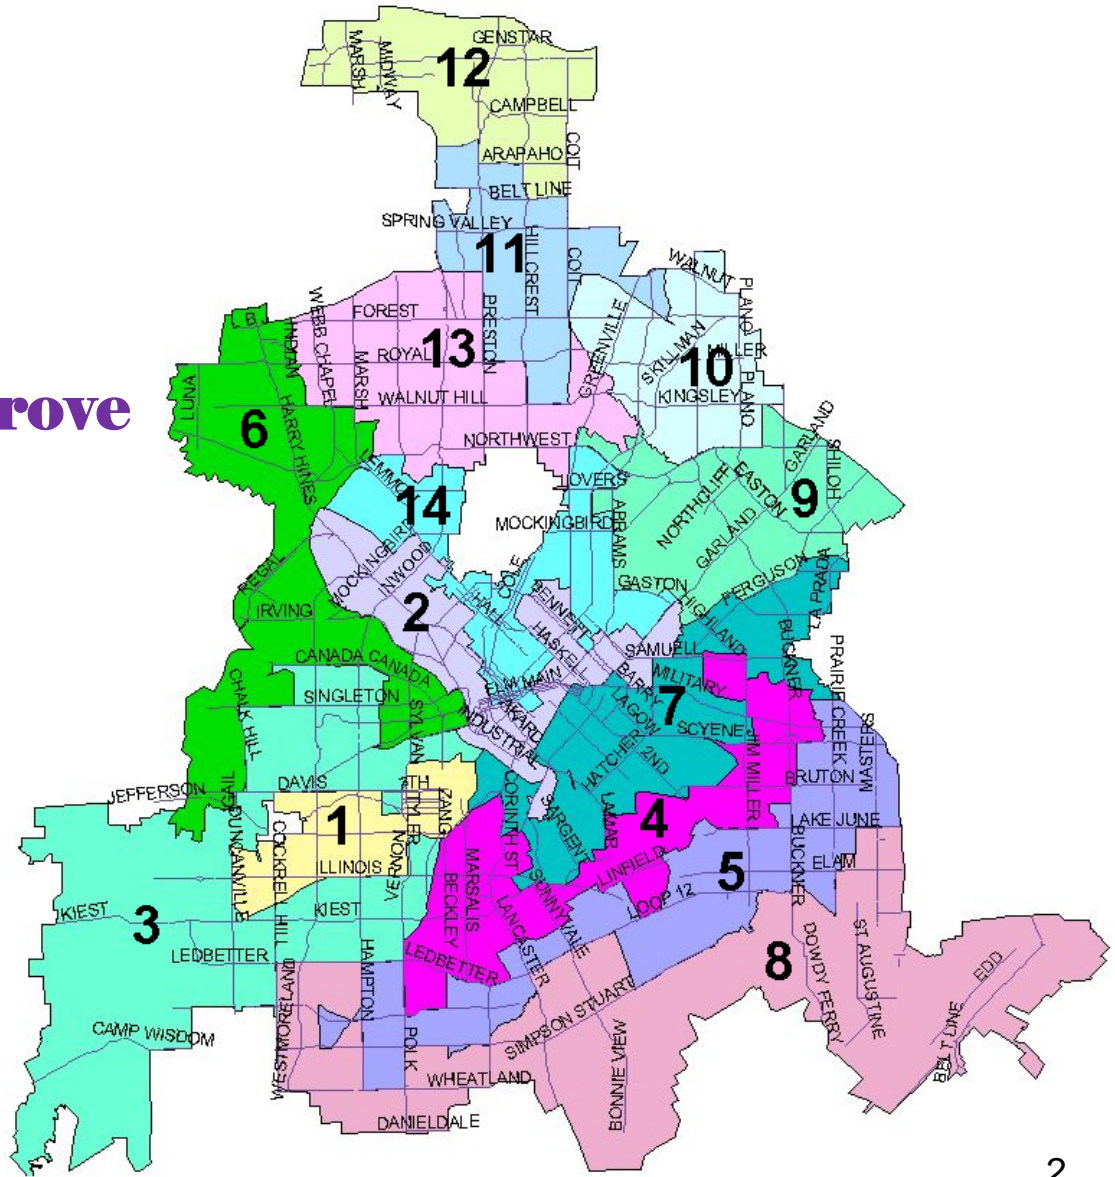 GENSTAR
MARSH
MIDWAY
12
CAMPBELL
COIT
ARAPAHO
BELT LINE
SPRING VALLEY
HILLCREST
11
COIT
WALNUT
PLANO
L B J
INDIAN
WEBB CHAPEL
FOREST
PRESTON
GREENVILLE
SKILLMAN
MILLER
13
ROYAL
MARSH
10
PLANO
LUNA
WALNUT HILL
KINGSLEY
rove
6
HARRY HINES
NORTHWEST
GARLAND
SHILOH
14
MOCKINGBIRD
ABRAMS
NORTHCLIFF
EASTON
9
GARLAND
MOCKINGBIRD
INWOOD
COLE
GASTON
FERGUSON
LA PRADA
REGAL
IRVING
2
HALL
BENNETT
HASKELL
HIGHLAND
BUCKNER
SAMUELL
PRAIRIE CREEK
CANADA CANADA
ELM MAIN
BARRY
MILITARY
CHALK HILL
SINGLETON
SYLVAN
AKARD
INDUSTRIAL
LAGOW
7
SCYENE
HATCHER
2ND
JIM MILLER
MASTERS
BRUTON
JEFFERSON
DAVIS
TYLER
ZANG
CORINTH ST
SARGENT
LAMAR
4
LAKE JUNE
DUNCANVILLE
COCKREL HILL
1
ILLINOIS
VERNON
MARSALIS
BECKLEY
SUNNYVALE
LINFIELD
5
BUCKNER
ELAM
KIEST
3
KIEST
LANCASTER
LOOP 12
LEDBETTER
HAMPTON
LEDBETTER
8
DOWDY FERRY
ST AUGUSTINE
EDD
WESTMORELAND
CAMP WISDOM
POLK
SIMPSON STUART
BONNIE VIEW
BELT LINE
WHEATLAND
DANIELDALE
2